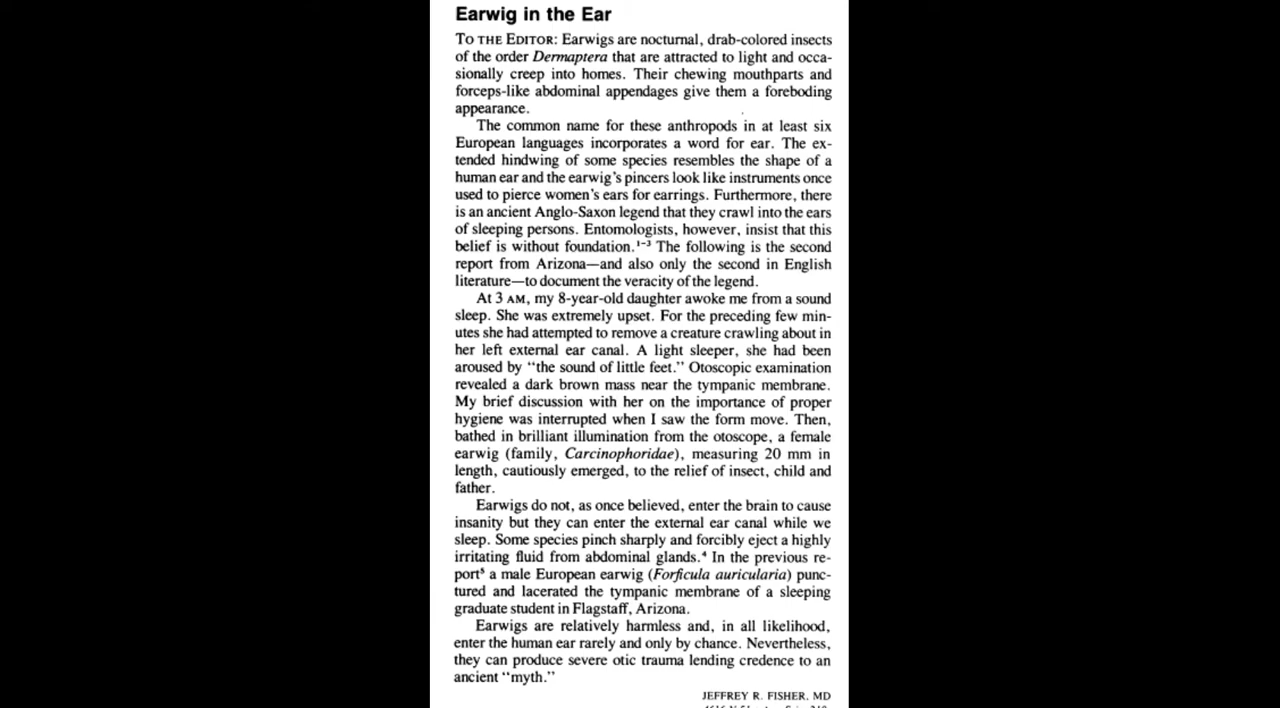 Earwig in the Ear
TO THE EDITOR: Earwigs are nocturnal, drab-colored insects
of the order Dermaptera that are attracted to light and occa-
sionally creep into homes. Their chewing mouthparts and
forceps-like abdominal appendages give them a foreboding
appearance.
The common name for these anthropods in at least six
European languages incorporates a word for ear. The ex-
tended hindwing of some species resembles the shape of a
human ear and the earwig's pincers look like instruments once
used to pierce women's ears for earrings. Furthermore, there
is an ancient Anglo-Saxon legend that they crawl into the ears
of sleeping persons. Entomologists, however, insist that this
belief is without foundation.¹⁻³ The following is the second
report from Arizona—and also only the second in English
literature—to document the veracity of the legend.
At 3 AM, my 8-year-old daughter awoke me from a sound
sleep. She was extremely upset. For the preceding few min-
utes she had attempted to remove a creature crawling about in
her left external ear canal. A light sleeper, she had been
aroused by "the sound of little feet." Otoscopic examination
revealed a dark brown mass near the tympanic membrane.
My brief discussion with her on the importance of proper
hygiene was interrupted when I saw the form move. Then,
bathed in brilliant illumination from the otoscope, a female
earwig (family, Carcinophoridae), measuring 20 mm in
length, cautiously emerged, to the relief of insect, child and
father.
Earwigs do not, as once believed, enter the brain to cause
insanity but they can enter the external ear canal while we
sleep. Some species pinch sharply and forcibly eject a highly
irritating fluid from abdominal glands.⁴ In the previous re-
port⁵ a male European earwig (Forficula auricularia) punc-
tured and lacerated the tympanic membrane of a sleeping
graduate student in Flagstaff, Arizona.
Earwigs are relatively harmless and, in all likelihood,
enter the human ear rarely and only by chance. Nevertheless,
they can produce severe otic trauma lending credence to an
ancient "myth."
JEFFREY R. FISHER, MD